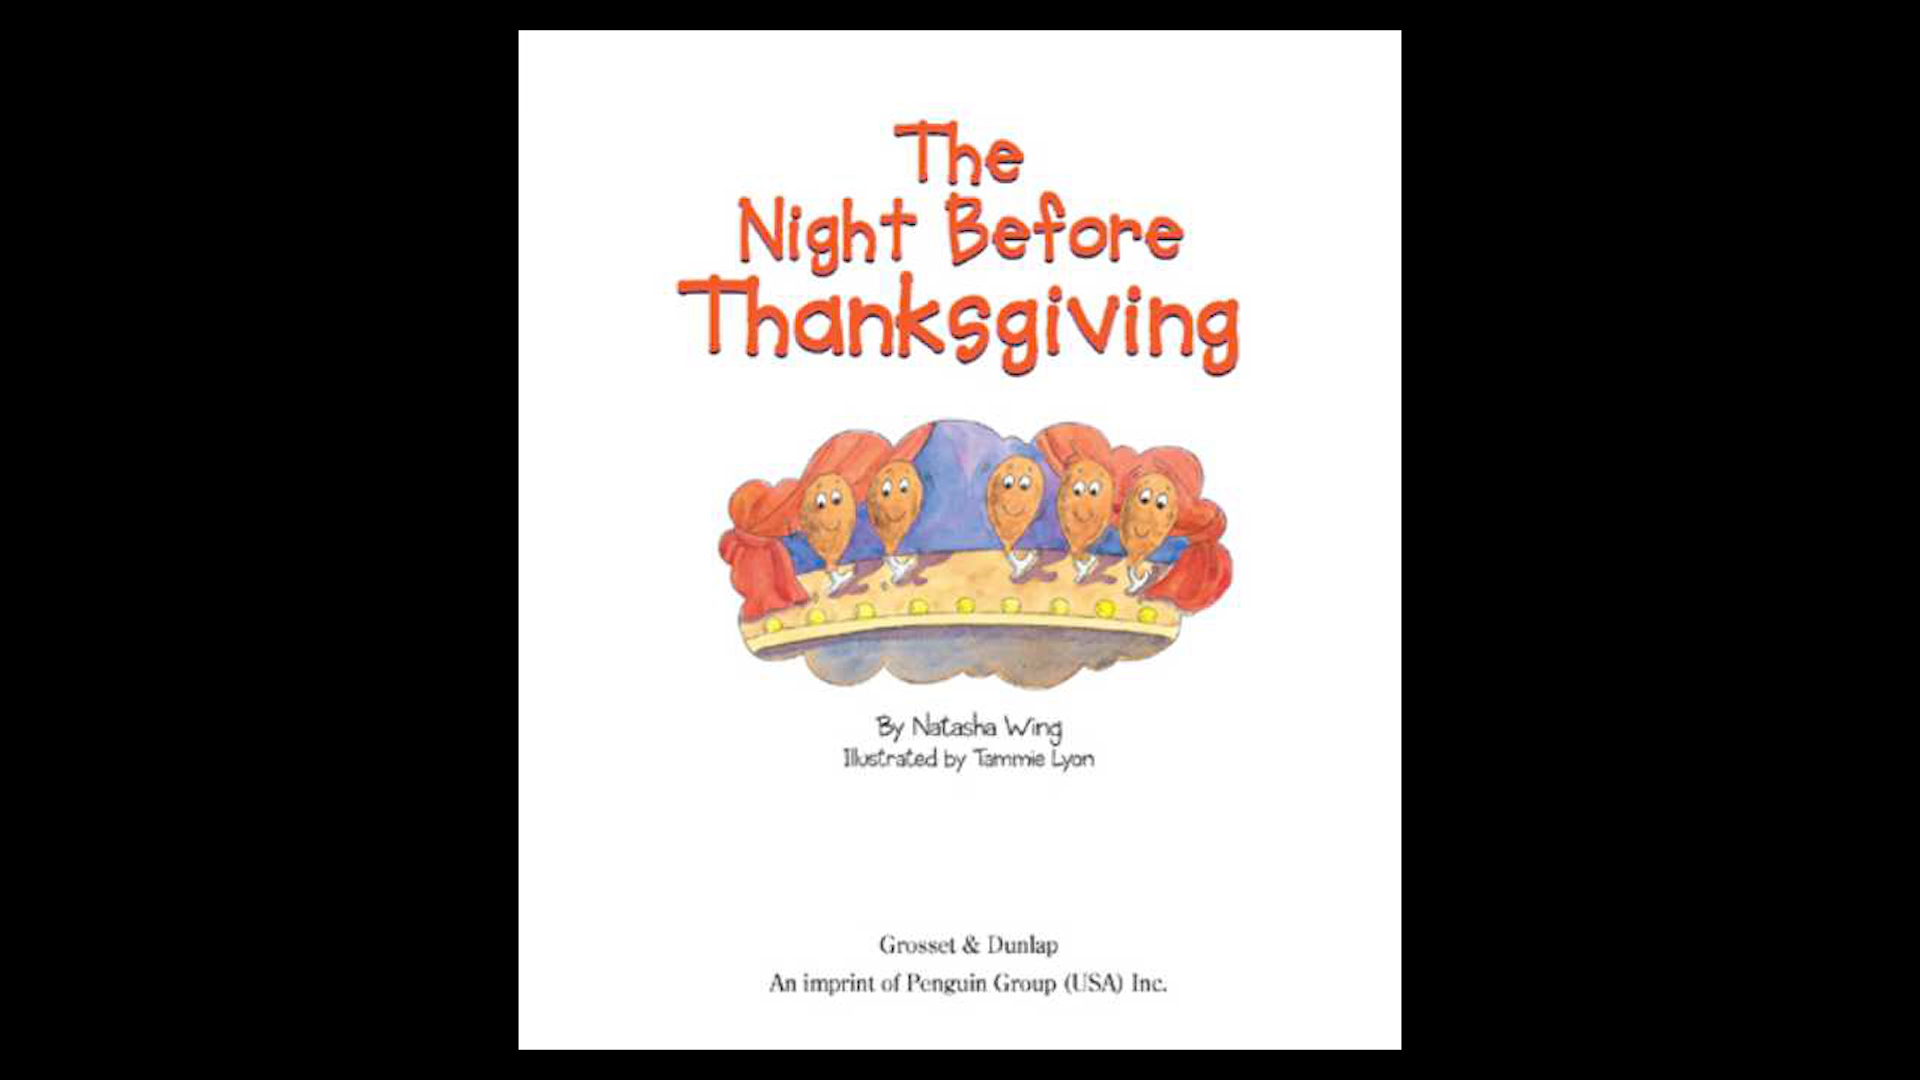 The
Night Before
Thanksgiving
By Natasha Wing
Illustrated by Tammie Lyon
Grosset & Dunlap
An imprint of Penguin Group (USA) Inc.